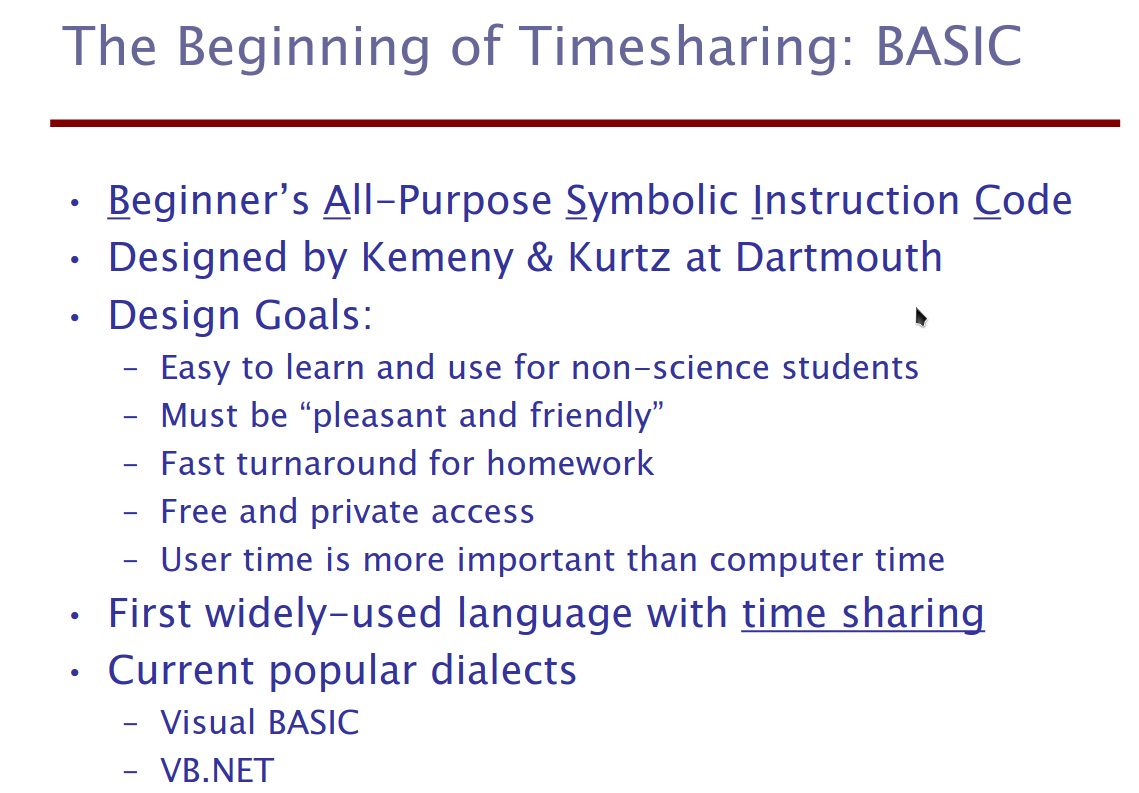 The Beginning of Timesharing: BASIC
• Beginner’s All-Purpose Symbolic Instruction Code
• Designed by Kemeny & Kurtz at Dartmouth
• Design Goals:
– Easy to learn and use for non-science students
– Must be “pleasant and friendly”
– Fast turnaround for homework
– Free and private access
– User time is more important than computer time
• First widely-used language with time sharing
• Current popular dialects
– Visual BASIC
– VB.NET